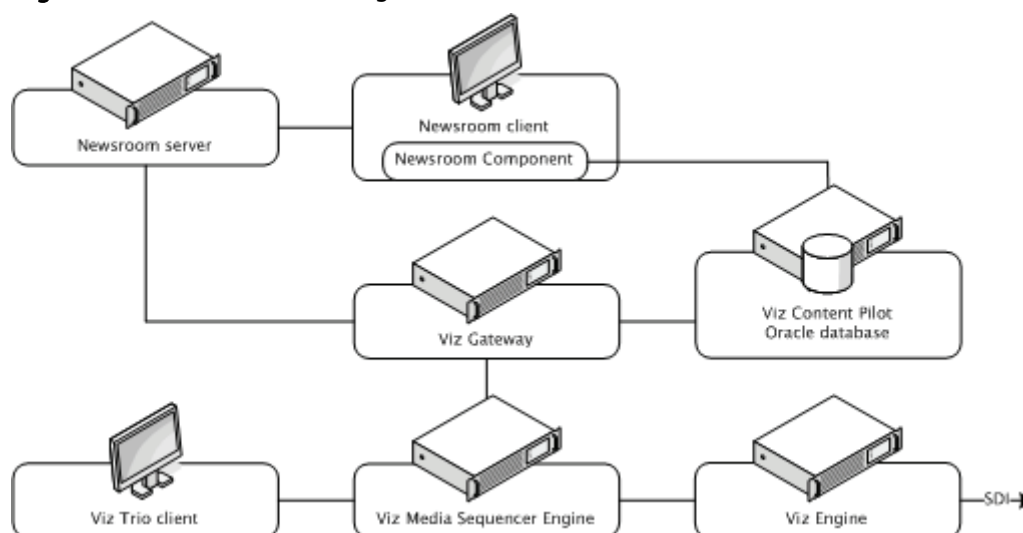 Newsroom server
Newsroom client
Newsroom Component
Viz Content Pilot
Oracle database
Viz Gateway
Viz Trio client
Viz Media Sequencer Engine
Viz Engine
SDI